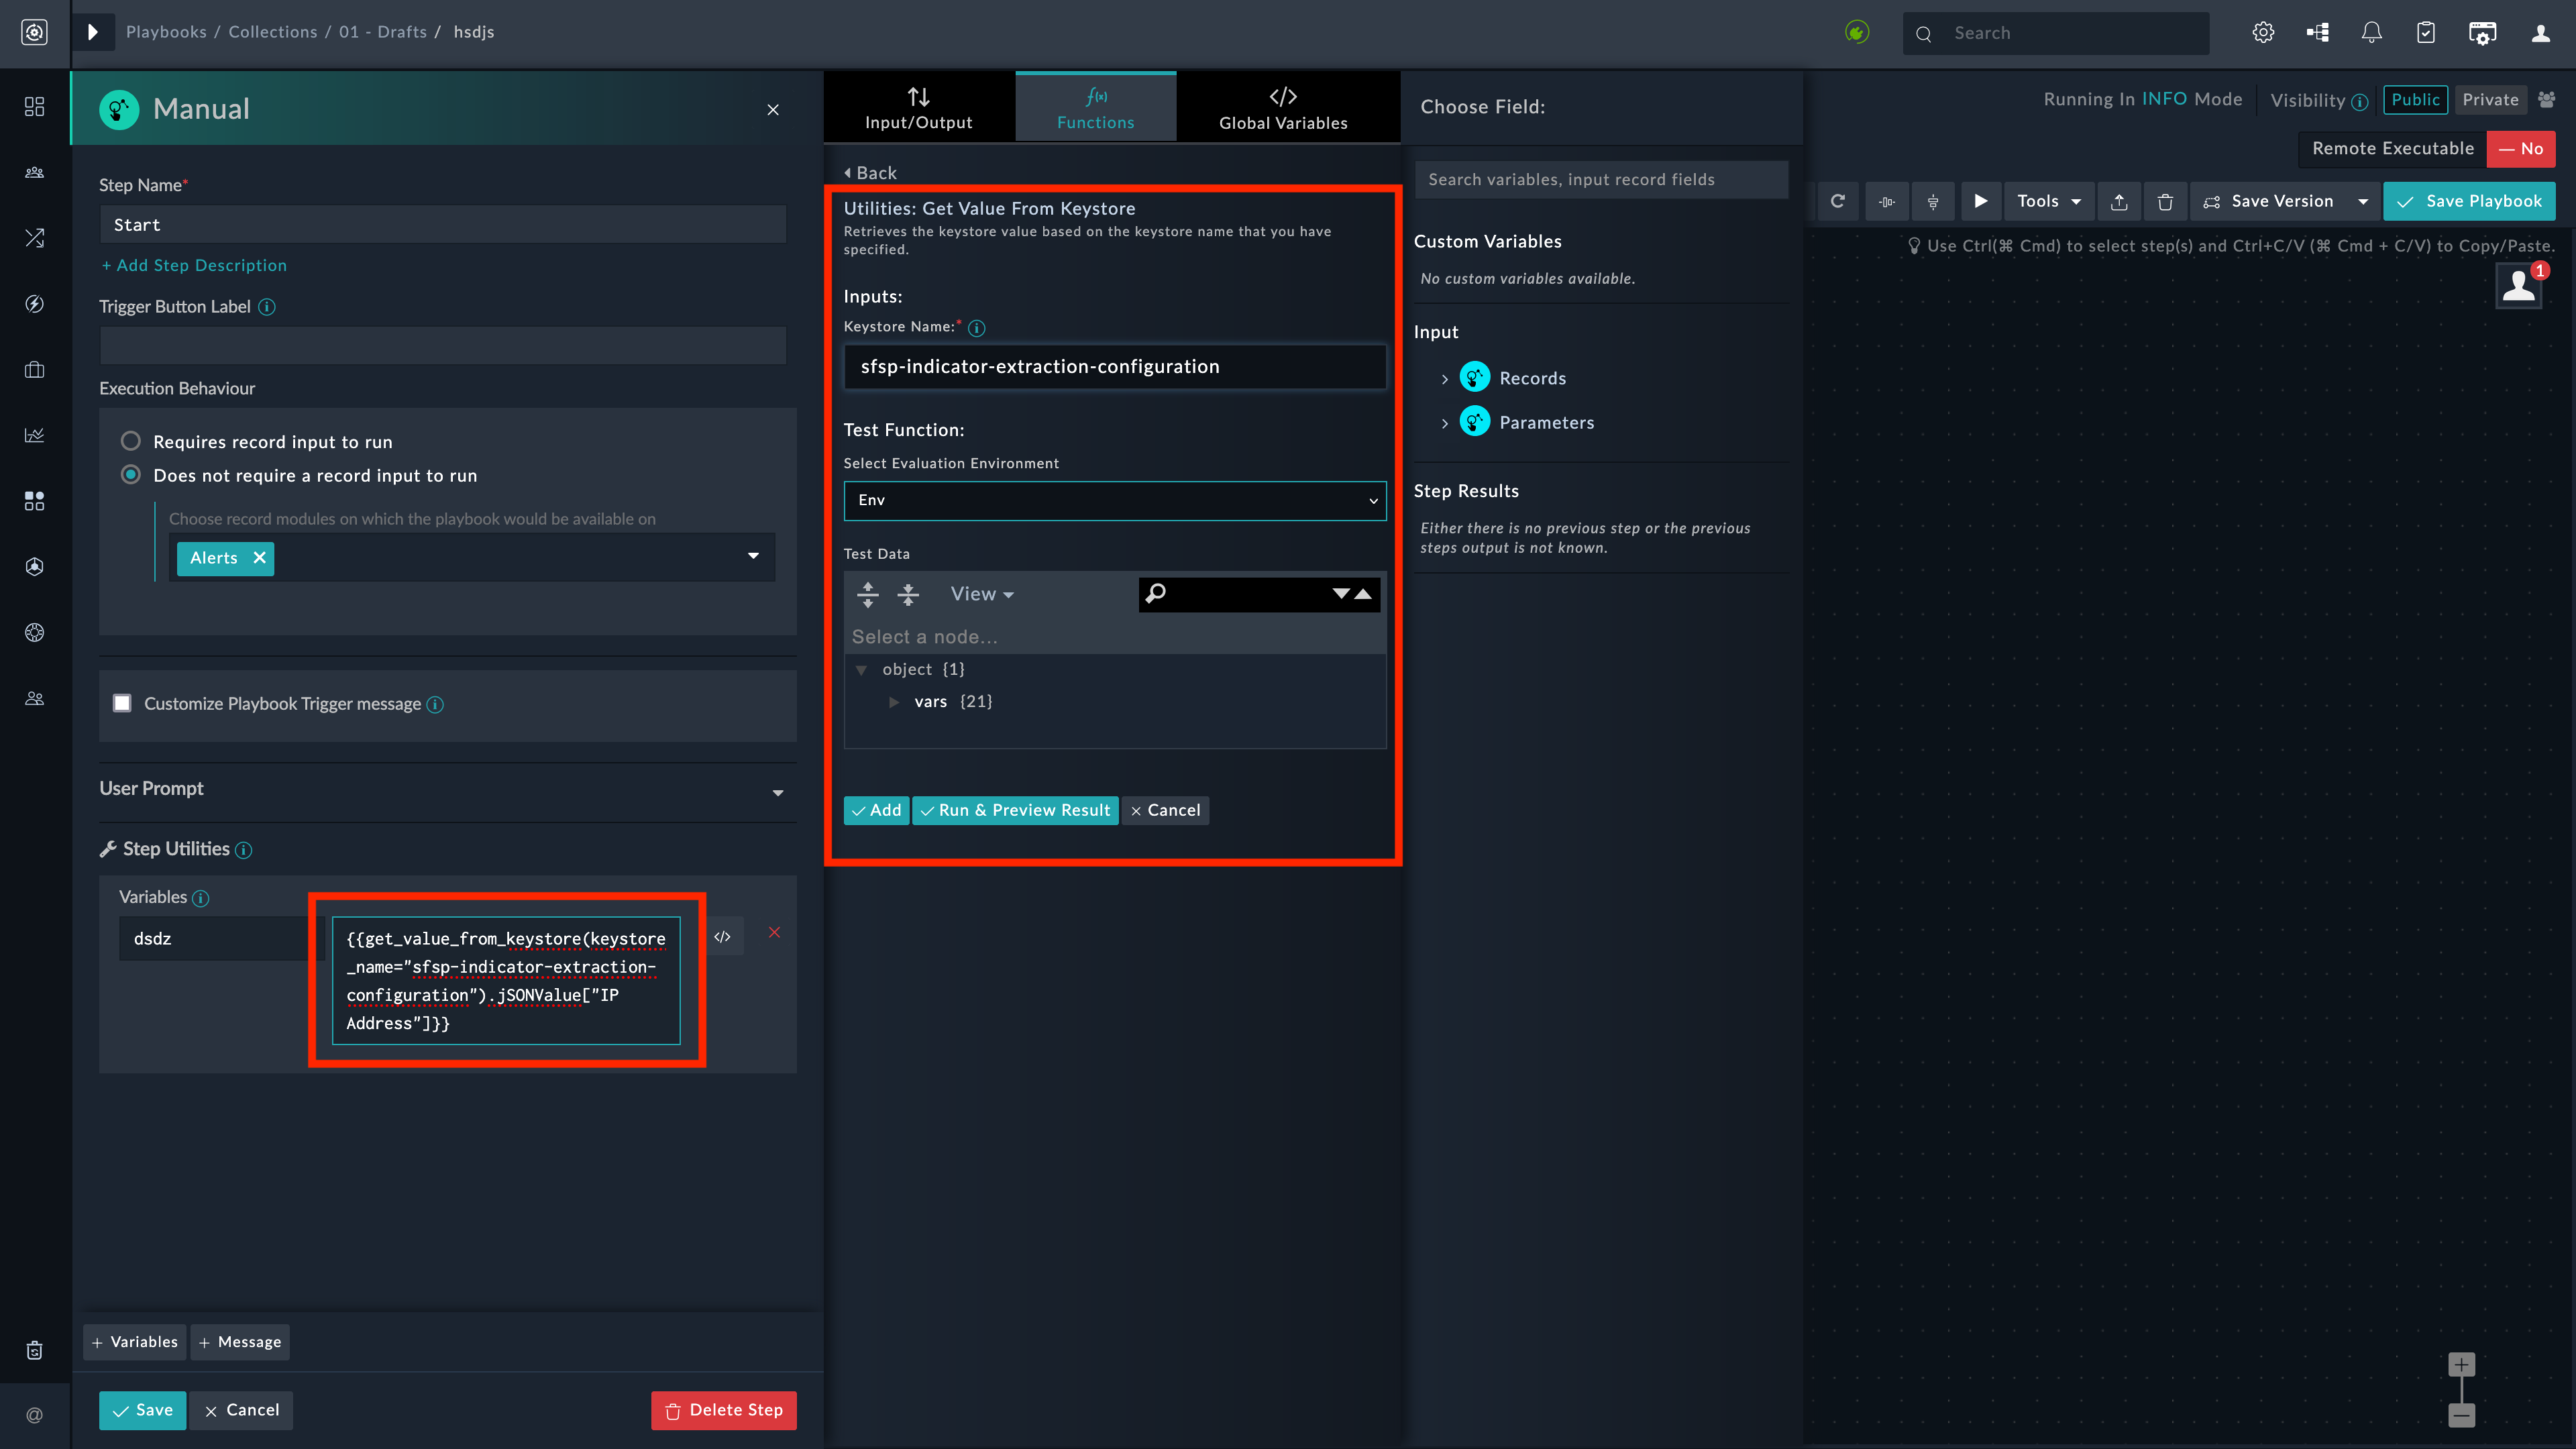 Playbooks / Collections / 01 - Drafts / hsdjs
Search
Manual
Step Name*
Start
+ Add Step Description
Trigger Button Label
Execution Behaviour
Requires record input to run
Does not require a record input to run
Choose record modules on which the playbook would be available on
Alerts
Customize Playbook Trigger message
User Prompt
Step Utilities
Variables
dsdz
{{get_value_from_keystore(keystore
_name="sfsp-indicator-extraction-
configuration").jSONValue["IP
Address"]}}
+ Variables
+ Message
Save
Cancel
Delete Step
@
Input/Output
f(x)
Functions
</>
Global Variables
Back
Utilities: Get Value From Keystore
Retrieves the keystore value based on the keystore name that you have
specified.
Inputs:
Keystore Name:*
sfsp-indicator-extraction-configuration
Test Function:
Select Evaluation Environment
Env
Test Data
View
Select a node...
object {1}
vars {21}
Add
Run & Preview Result
Cancel
Choose Field:
Search variables, input record fields
Custom Variables
No custom variables available.
Input
Records
Parameters
Step Results
Either there is no previous step or the previous
steps output is not known.
Running In INFO Mode
Visibility
Public
Private
Remote Executable
No
Tools
Save Version
Save Playbook
Use Ctrl(⌘ Cmd) to select step(s) and Ctrl+C/V (⌘ Cmd + C/V) to Copy/Paste.
1